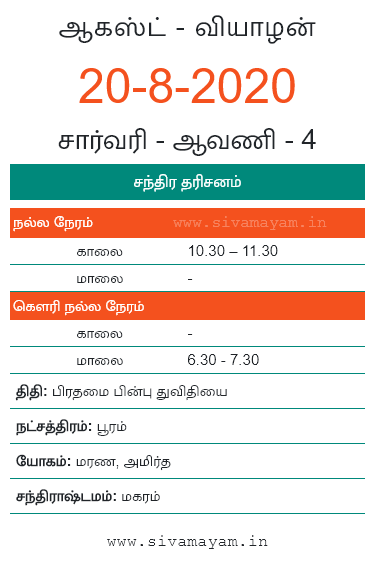 ஆகஸ்ட் - வியாழன்
20-8-2020
சார்வரி - ஆவணி - 4
சந்திர தரிசனம்
நல்ல நேரம் www.sivamayam.in
காலை 10.30 – 11.30
மாலை -
கௌரி நல்ல நேரம்
காலை -
மாலை 6.30 - 7.30
திதி: பிரதமை பின்பு துவிதியை
நட்சத்திரம்: பூரம்
யோகம்: மரண, அமிர்த
சந்திராஷ்டமம்: மகரம்
www.sivamayam.in